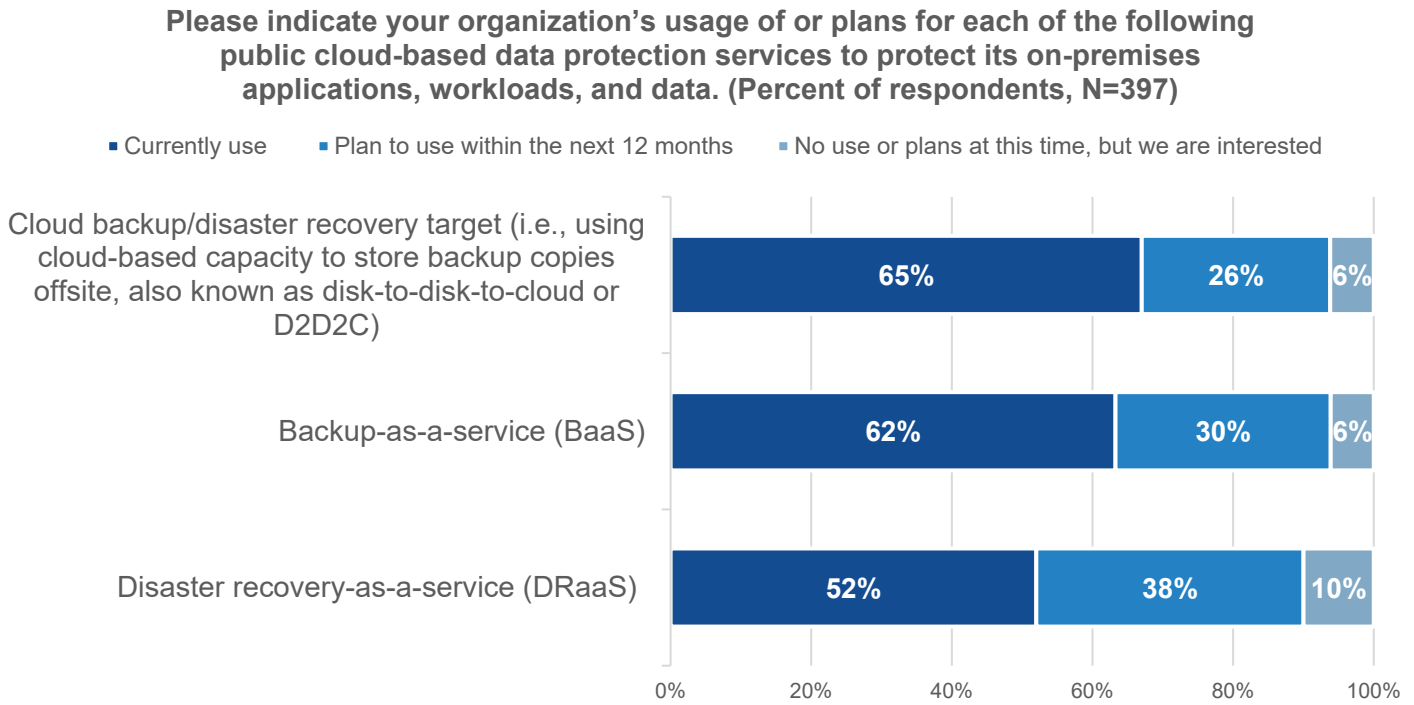 Please indicate your organization’s usage of or plans for each of the following
public cloud-based data protection services to protect its on-premises
applications, workloads, and data. (Percent of respondents, N=397)
Currently use
Plan to use within the next 12 months
No use or plans at this time, but we are interested
Cloud backup/disaster recovery target (i.e., using
cloud-based capacity to store backup copies
offsite, also known as disk-to-disk-to-cloud or
D2D2C)
65%
26%
6%
Backup-as-a-service (BaaS)
62%
30%
6%
Disaster recovery-as-a-service (DRaaS)
52%
38%
10%
0%
20%
40%
60%
80%
100%